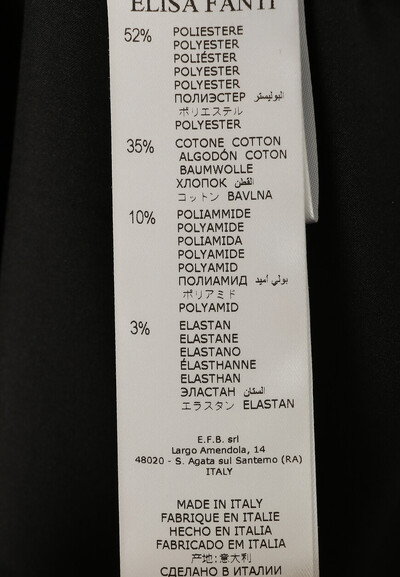 ELISA FANTI
52% POLIESTERE
POLYESTER
POLIÉSTER
POLYESTER
POLYESTER
ПОЛИЭСТЕР البوليستر
ポリエステル
POLYESTER
35% COTONE COTTON
ALGODÓN COTON
BAUMWOLLE
ХЛОПОК القطن
コットン BAVLNA
10% POLIAMMIDE
POLYAMIDE
POLIAMIDA
POLYAMIDE
POLYAMID
ПОЛИАМИД بولي أميد
ポリアミド
POLYAMID
3% ELASTAN
ELASTANE
ELASTANO
ÉLASTHANNE
ELASTHAN
ЭЛАСТАН الستان
エラスタン ELASTAN
E.F.B. srl
Largo Amendola, 14
48020 - S. Agata sul Santerno (RA)
ITALY
MADE IN ITALY
FABRIQUE EN ITALIE
HECHO EN ITALIA
FABRICADO EM ITALIA
产地:意大利
СДЕЛАНО В ИТАЛИИ